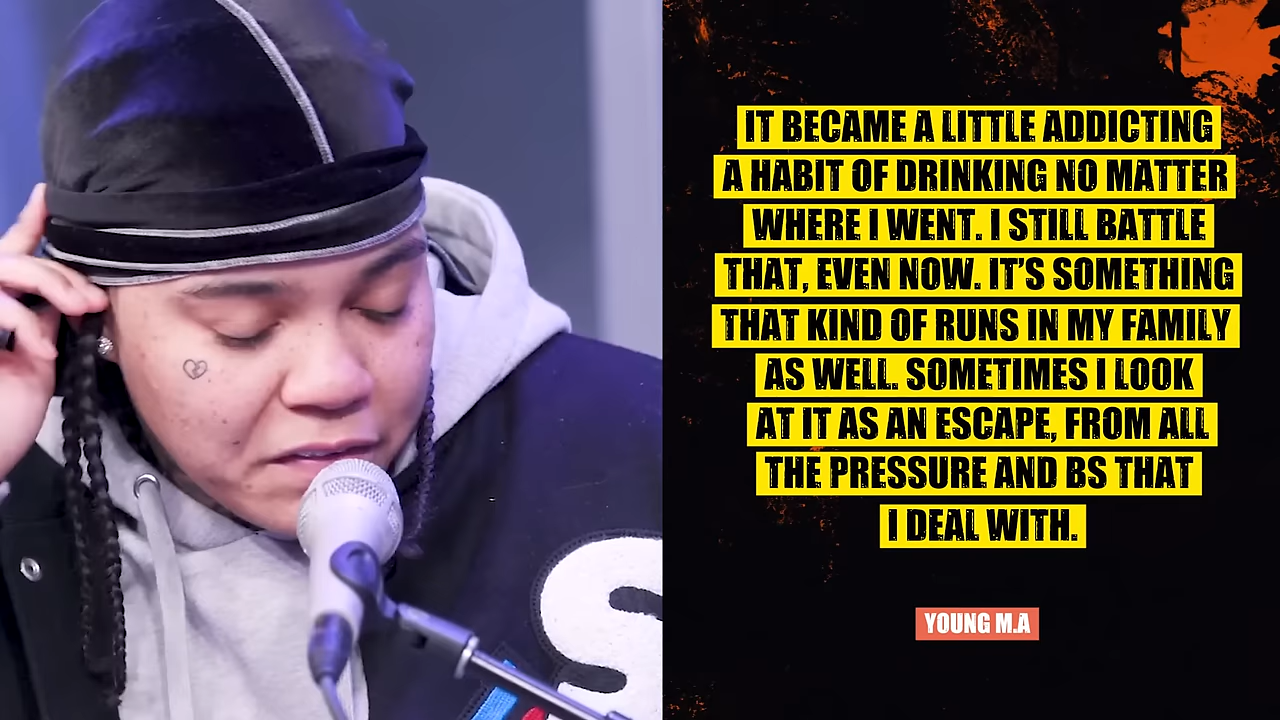 IT BECAME A LITTLE ADDICTING
A HABIT OF DRINKING NO MATTER
WHERE I WENT. I STILL BATTLE
THAT, EVEN NOW. IT'S SOMETHING
THAT KIND OF RUNS IN MY FAMILY
AS WELL. SOMETIMES I LOOK
AT IT AS AN ESCAPE, FROM ALL
THE PRESSURE AND BS THAT
I DEAL WITH.
YOUNG M.A
S